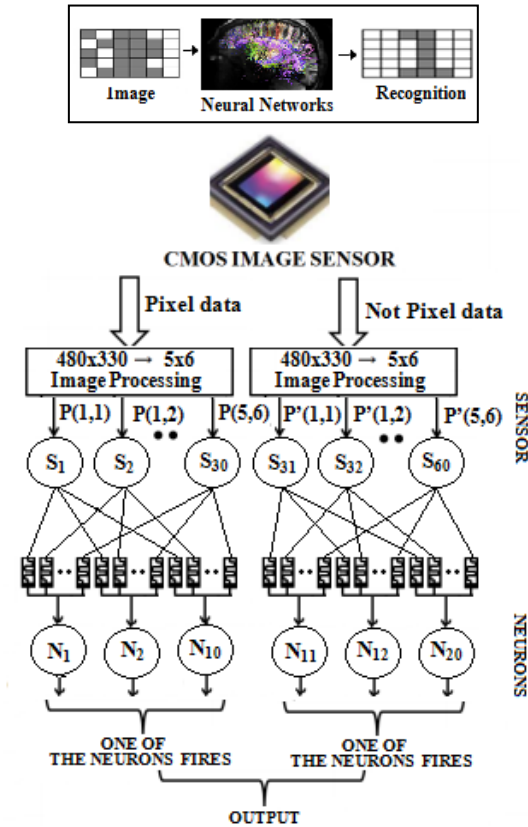 Image
Neural Networks
Recognition
CMOS IMAGE SENSOR
Pixel data
Not Pixel data
480x330 → 5x6
Image Processing
480x330 → 5x6
Image Processing
P(1,1) P(1,2) P(5,6) P'(1,1) P'(1,2) P'(5,6)
SENSOR
S1 S2 S30 S31 S32 S60
N1 N2 N10 N11 N12 N20
NEURONS
ONE OF
THE NEURONS FIRES
ONE OF
THE NEURONS FIRES
OUTPUT